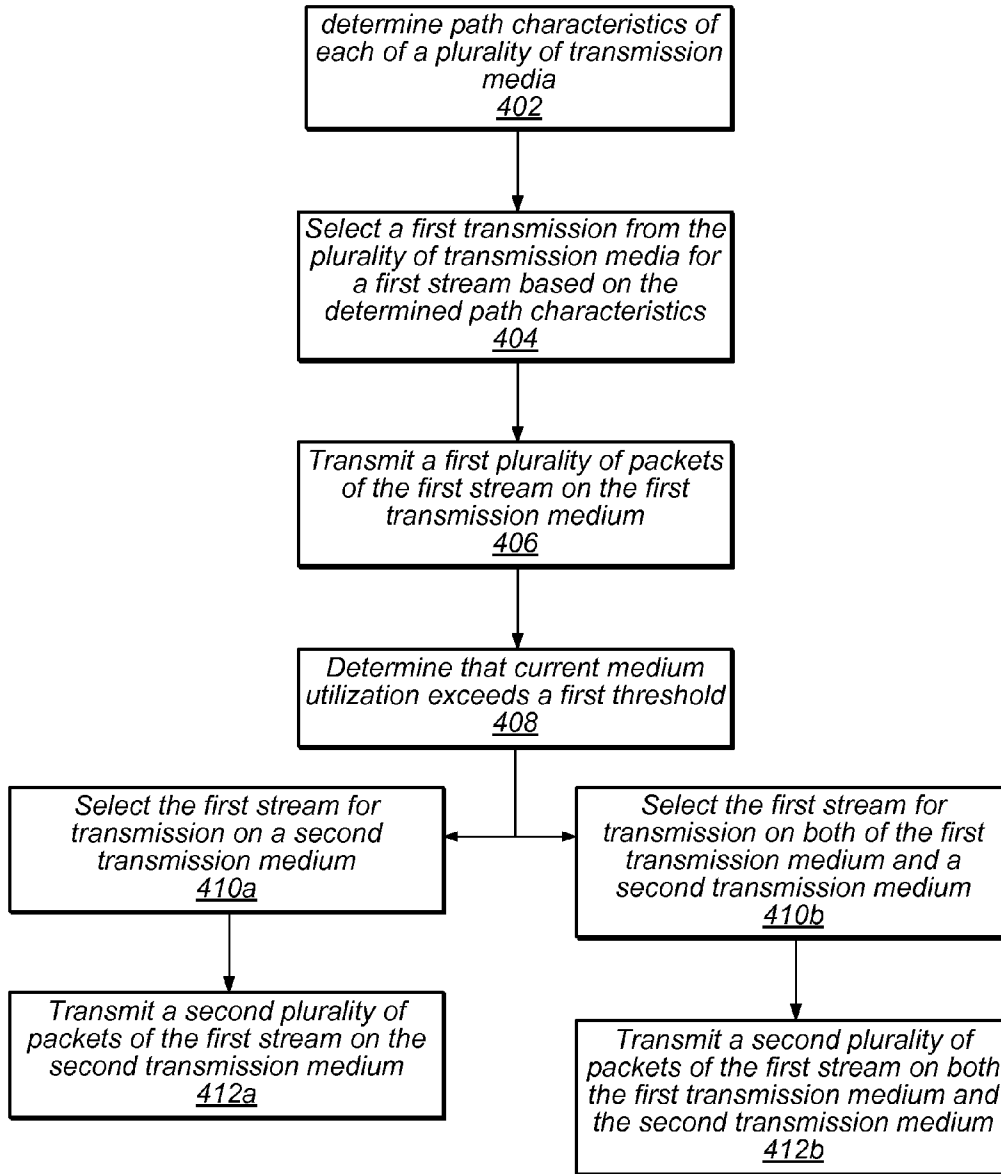 determine path characteristics of
each of a plurality of transmission
media
402
Select a first transmission from the
plurality of transmission media for
a first stream based on the
determined path characteristics
404
Transmit a first plurality of packets
of the first stream on the first
transmission medium
406
Determine that current medium
utilization exceeds a first threshold
408
Select the first stream for
transmission on a second
transmission medium
410a
Select the first stream for
transmission on both of the first
transmission medium and a
second transmission medium
410b
Transmit a second plurality of
packets of the first stream on the
second transmission medium
412a
Transmit a second plurality of
packets of the first stream on both
the first transmission medium and
the second transmission medium
412b